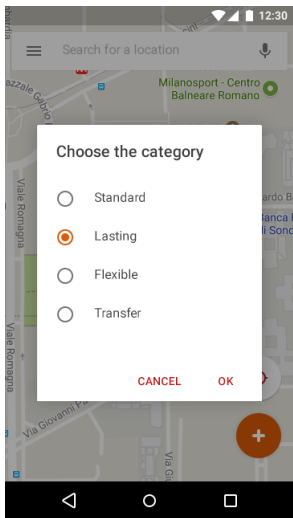 12:30
Search for a location
Milanosport - Centro
Balneare Romano
Choose the category
Standard
Lasting
Flexible
Transfer
CANCEL
OK
Viale Romagna
Viale Romagna
Via Giovanni